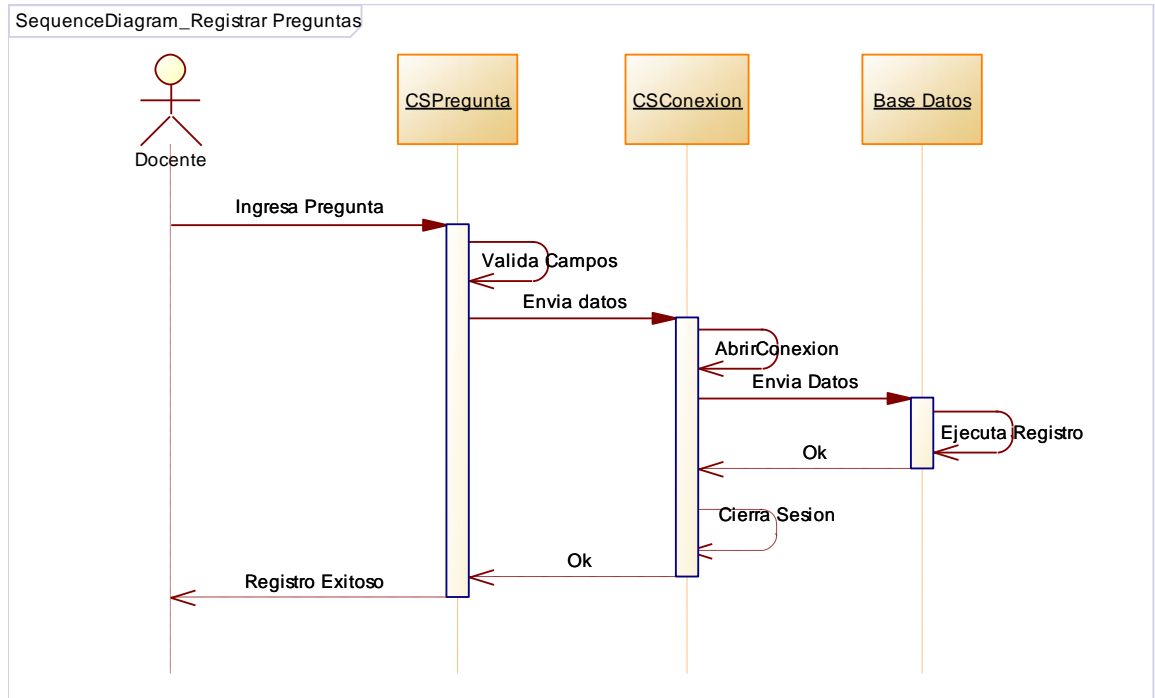 SequenceDiagram_Registrar Preguntas
CSPregunta
CSConexion
Base Datos
Docente
Ingresa Pregunta
Valida Campos
Envia datos
AbrirConexion
Envia Datos
Ejecuta Registro
Ok
Cierra Sesion
Ok
Registro Exitoso